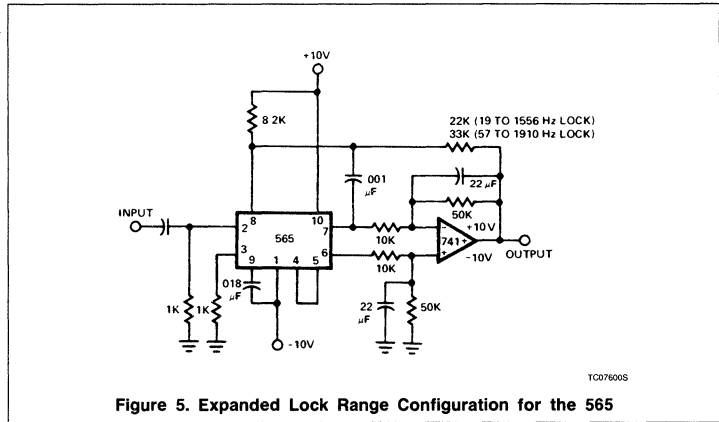 +10V
8 2K
22K (19 TO 1556 Hz LOCK)
33K (57 TO 1910 Hz LOCK)
001
μF
22 μF
50K
INPUT
8
10
2
7
565
3
6
9
1
4
5
10K
10K
-
741
+
+
+10V
-10V
OUTPUT
018
μF
1K
1K
22
μF
50K
-10V
TC07600S
Figure 5. Expanded Lock Range Configuration for the 565